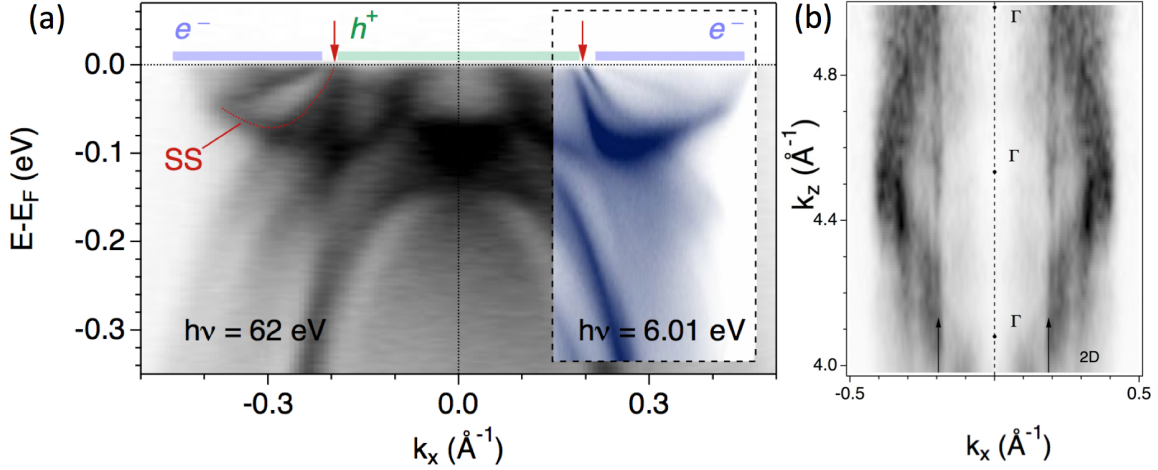 (a)
e⁻ h⁺ e⁻
0.0
-0.1
-0.2
-0.3
E-E_F (eV)
SS
hν = 62 eV
hν = 6.01 eV
-0.3 0.0 0.3
k_x (Å⁻¹)
(b)
Γ
4.8
Γ
4.4
Γ
2D
4.0
k_z (Å⁻¹)
-0.5 0.0 0.5
k_x (Å⁻¹)